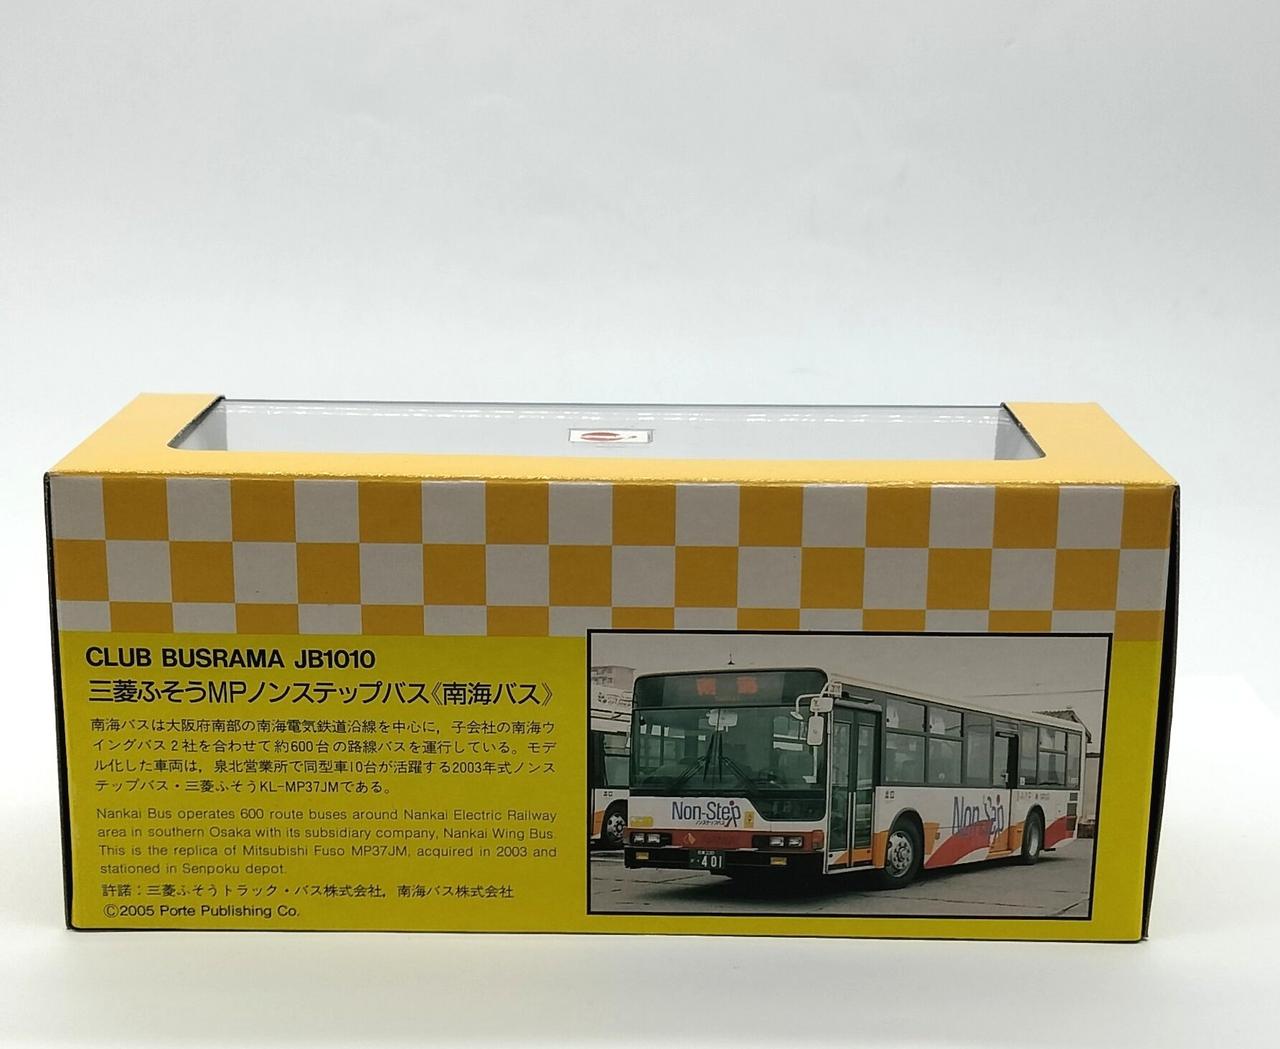 CLUB BUSRAMA JB1010
三菱ふそうMPノンステップバス《南海バス》
南海バスは大阪府南部の南海電気鉄道沿線を中心に，子会社の南海ウ
イングバス2社を合わせて約600台の路線バスを運行している。モデ
ル化した車両は，泉北営業所で同型車10台が活躍する2003年式ノンス
テップバス・三菱ふそうKL-MP37JMである。
Nankai Bus operates 600 route buses around Nankai Electric Railway
area in southern Osaka with its subsidiary company, Nankai Wing Bus.
This is the replica of Mitsubishi Fuso MP37JM, acquired in 2003 and
stationed in Senpoku depot.
許諾：三菱ふそうトラック・バス株式会社，南海バス株式会社
©2005 Porte Publishing Co.
Non-Step
ノンステップバス
401
Non-Step